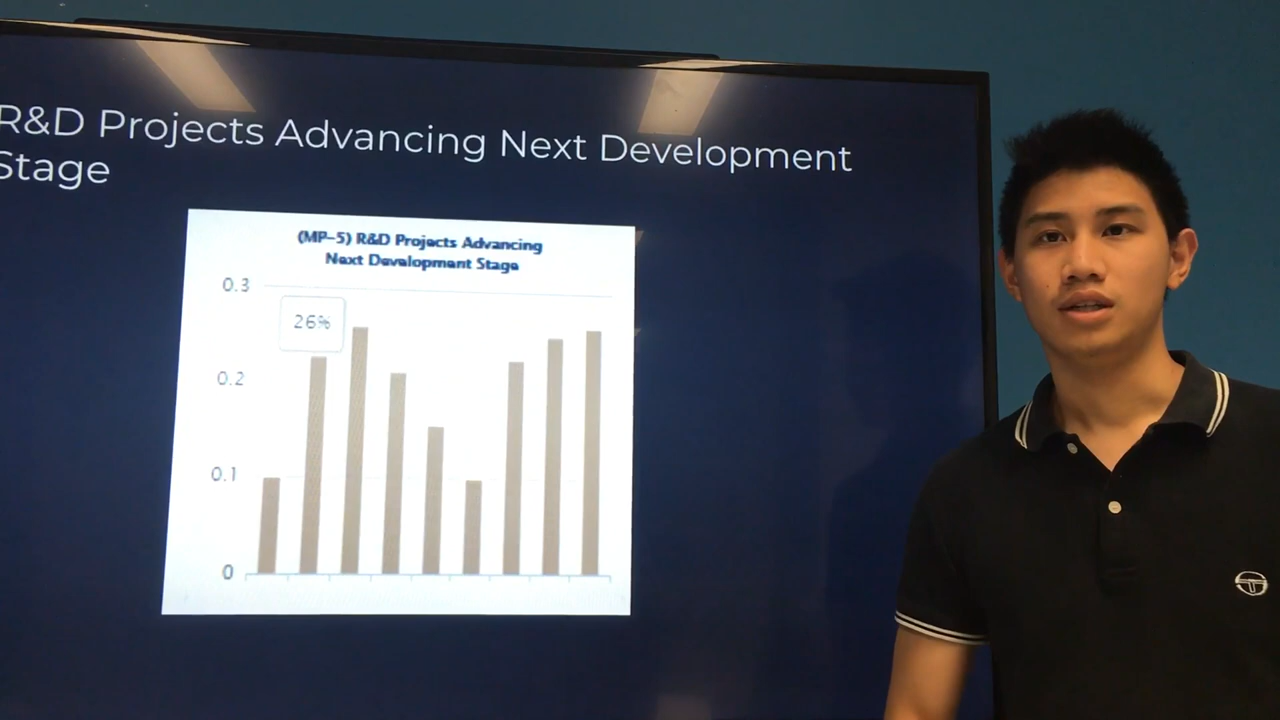 R&D Projects Advancing Next Development
Stage
(MP-5) R&D Projects Advancing
Next Development Stage
0.3
26%
0.2
0.1
0